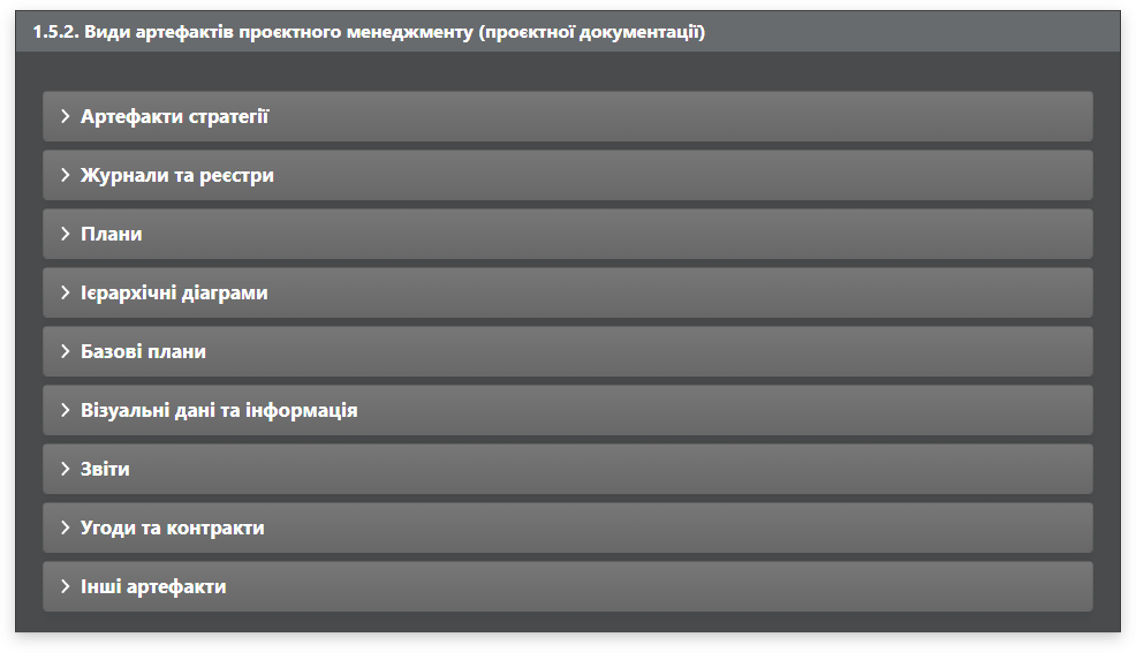 1.5.2. Види артефактів проєктного менеджменту (проєктної документації)
Артефакти стратегії
Журнали та реєстри
Плани
Ієрархічні діаграми
Базові плани
Візуальні дані та інформація
Звіти
Угоди та контракти
Інші артефакти